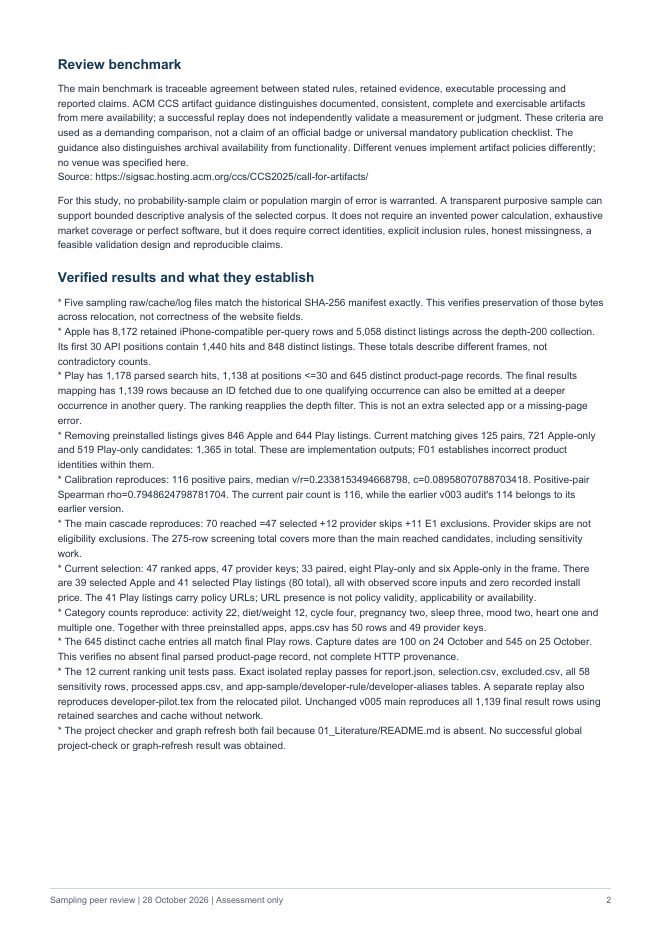 Review benchmark
The main benchmark is traceable agreement between stated rules, retained evidence, executable processing and
reported claims. ACM CCS artifact guidance distinguishes documented, consistent, complete and exercisable artifacts
from mere availability; a successful replay does not independently validate a measurement or judgment. These criteria are
used as a demanding comparison, not a claim of an official badge or universal mandatory publication checklist. The
guidance also distinguishes archival availability from functionality. Different venues implement artifact policies differently;
no venue was specified here.
Source: https://sigsac.hosting.acm.org/ccs/CCS2025/call-for-artifacts/
For this study, no probability-sample claim or population margin of error is warranted. A transparent purposive sample can
support bounded descriptive analysis of the selected corpus. It does not require an invented power calculation, exhaustive
market coverage or perfect software, but it does require correct identities, explicit inclusion rules, honest missingness, a
feasible validation design and reproducible claims.
Verified results and what they establish
* Five sampling raw/cache/log files match the historical SHA-256 manifest exactly. This verifies preservation of those bytes
across relocation, not correctness of the website fields.
* Apple has 8,172 retained iPhone-compatible per-query rows and 5,058 distinct listings across the depth-200 collection.
Its first 30 API positions contain 1,440 hits and 848 distinct listings. These totals describe different frames, not
contradictory counts.
* Play has 1,178 parsed search hits, 1,138 at positions <=30 and 645 distinct product-page records. The final results
mapping has 1,139 rows because an ID fetched due to one qualifying occurrence can also be emitted at a deeper
occurrence in another query. The ranking reapplies the depth filter. This is not an extra selected app or a missing-page
error.
* Removing preinstalled listings gives 846 Apple and 644 Play listings. Current matching gives 125 pairs, 721 Apple-only
and 519 Play-only candidates: 1,365 in total. These are implementation outputs; F01 establishes incorrect product
identities within them.
* Calibration reproduces: 116 positive pairs, median v/r=0.2338153494668798, c=0.08958070788703418. Positive-pair
Spearman rho=0.7948624798781704. The current pair count is 116, while the earlier v003 audit's 114 belongs to its
earlier version.
* The main cascade reproduces: 70 reached =47 selected +12 provider skips +11 E1 exclusions. Provider skips are not
eligibility exclusions. The 275-row screening total covers more than the main reached candidates, including sensitivity
work.
* Current selection: 47 ranked apps, 47 provider keys; 33 paired, eight Play-only and six Apple-only in the frame. There
are 39 selected Apple and 41 selected Play listings (80 total), all with observed score inputs and zero recorded install
price. The 41 Play listings carry policy URLs; URL presence is not policy validity, applicability or availability.
* Category counts reproduce: activity 22, diet/weight 12, cycle four, pregnancy two, sleep three, mood two, heart one and
multiple one. Together with three preinstalled apps, apps.csv has 50 rows and 49 provider keys.
* The 645 distinct cache entries all match final Play rows. Capture dates are 100 on 24 October and 545 on 25 October.
This verifies no absent final parsed product-page record, not complete HTTP provenance.
* The 12 current ranking unit tests pass. Exact isolated replay passes for report.json, selection.csv, excluded.csv, all 58
sensitivity rows, processed apps.csv, and app-sample/developer-rule/developer-aliases tables. A separate replay also
reproduces developer-pilot.tex from the relocated pilot. Unchanged v005 main reproduces all 1,139 final result rows using
retained searches and cache without network.
* The project checker and graph refresh both fail because 01_Literature/README.md is absent. No successful global
project-check or graph-refresh result was obtained.
Sampling peer review | 28 October 2026 | Assessment only
2